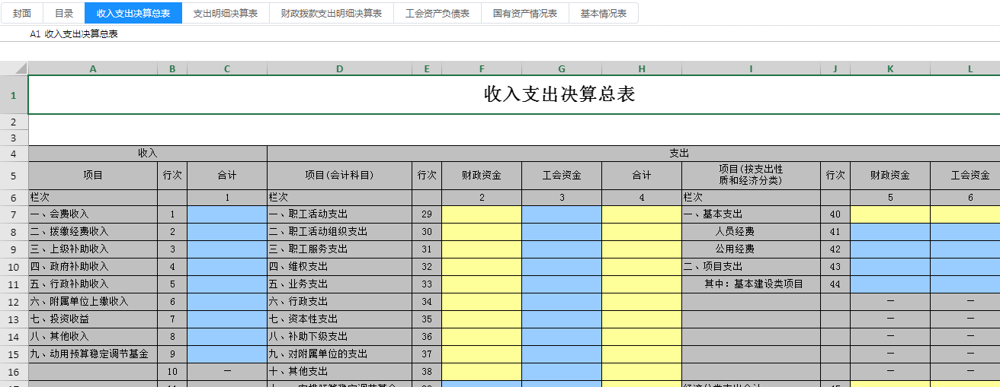 封面 目录 收入支出决算总表 支出明细决算表 财政拨款支出明细决算表 工会资产负债表 国有资产情况表 基本情况表
A1 收入支出决算总表
A B C D E F G H I J K L
1 收入支出决算总表
2
3
4 收入 支出
5 项目 行次 合计 项目(会计科目) 行次 财政资金 工会资金 合计 项目(按支出性质和经济分类) 行次 财政资金 工会资金
6 栏次 1 栏次 2 3 4 栏次 5 6
7 一、会费收入 1 一、职工活动支出 29 一、基本支出 40
8 二、拨缴经费收入 2 二、职工活动组织支出 30 人员经费 41
9 三、上级补助收入 3 三、职工服务支出 31 公用经费 42
10 四、政府补助收入 4 四、维权支出 32 二、项目支出 43
11 五、行政补助收入 5 五、业务支出 33 其中: 基本建设类项目 44
12 六、附属单位上缴收入 6 六、行政支出 34 — —
13 七、投资收益 7 七、资本性支出 35 — —
14 八、其他收入 8 八、补助下级支出 36 — —
15 九、动用预算稳定调节基金 9 九、对附属单位的支出 37 — —
16 10 — 十、其他支出 38 — —